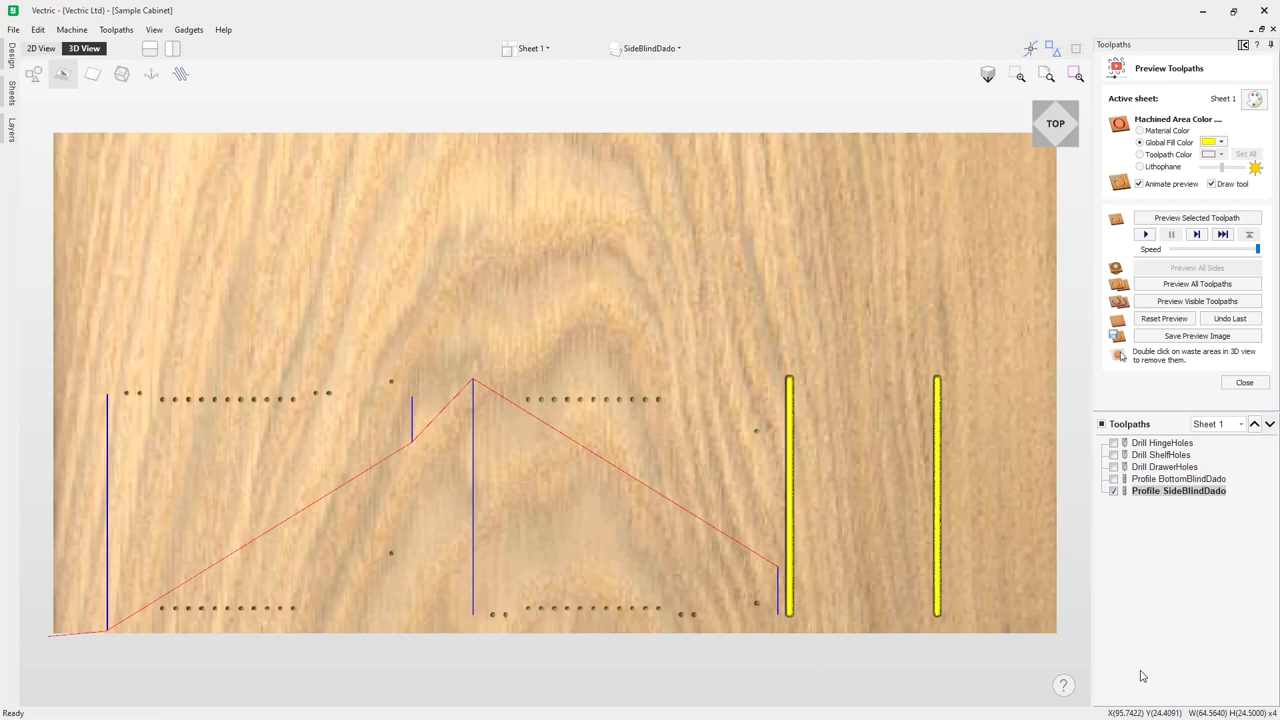 Vectric - {Vectric Ltd} - [Sample Cabinet]
File Edit Machine Toolpaths View Gadgets Help
2D View 3D View Sheet 1 SideBlindDado
Design
Sheets
Layers
TOP
Toolpaths
Preview Toolpaths
Active sheet: Sheet 1
Machined Area Color ....
Material Color
Global Fill Color
Toolpath Color Set All
Lithophane
Animate preview Draw tool
Preview Selected Toolpath
Speed
Preview All Sides
Preview All Toolpaths
Preview Visible Toolpaths
Reset Preview Undo Last
Save Preview Image
Double click on waste areas in 3D view
to remove them.
Close
Toolpaths Sheet 1
Drill HingeHoles
Drill ShelfHoles
Drill DrawerHoles
Profile BottomBlindDado
Profile SideBlindDado
?
Ready X(95.7422) Y(24.4091) W(64.5640) H(24.5000) x4